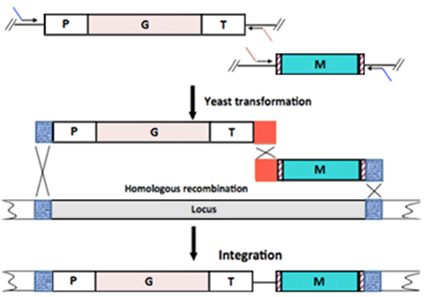 P G T
M
Yeast transformation
P G T
M
Homologous recombination
Locus
Integration
P G T M